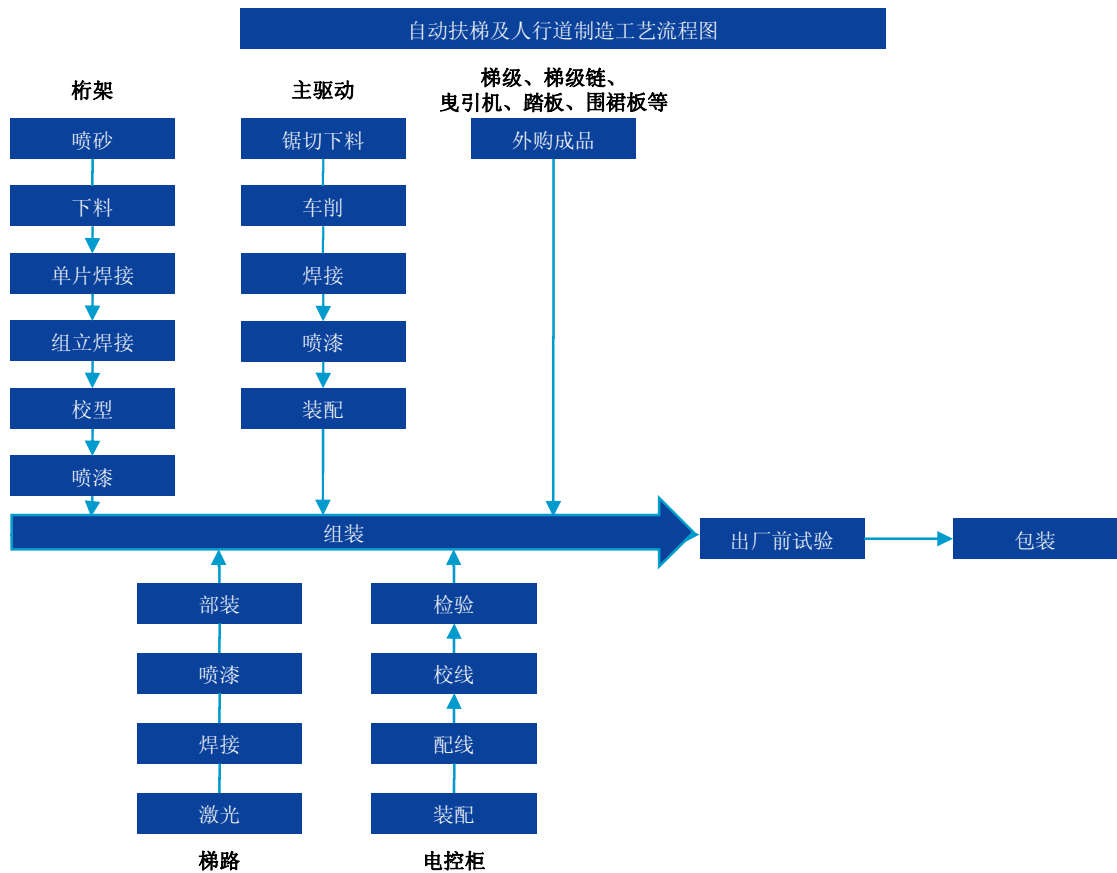 自动扶梯及人行道制造工艺流程图
桁架
主驱动
梯级、梯级链、
曳引机、踏板、围裙板等
喷砂
锯切下料
外购成品
下料
车削
单片焊接
焊接
组立焊接
喷漆
校型
装配
喷漆
组装
出厂前试验
包装
部装
检验
喷漆
校线
焊接
配线
激光
装配
梯路
电控柜